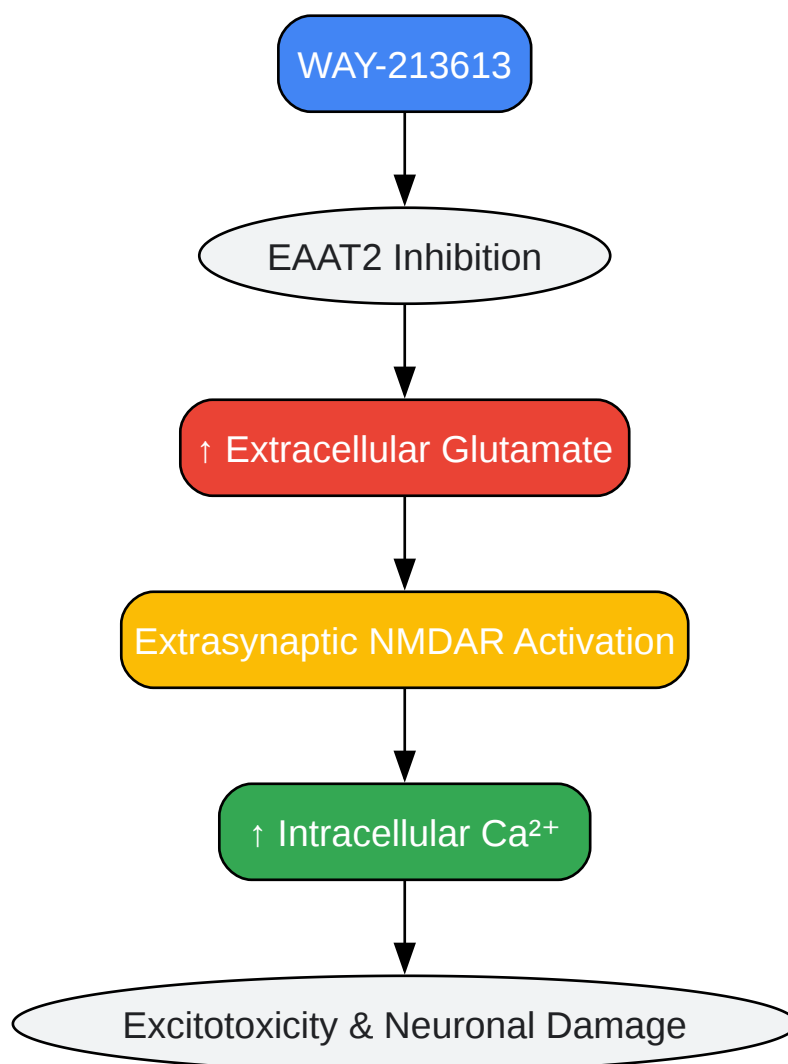 WAY-213613
EAAT2 Inhibition
↑ Extracellular Glutamate
Extrasynaptic NMDAR Activation
↑ Intracellular Ca²⁺
Excitotoxicity & Neuronal Damage